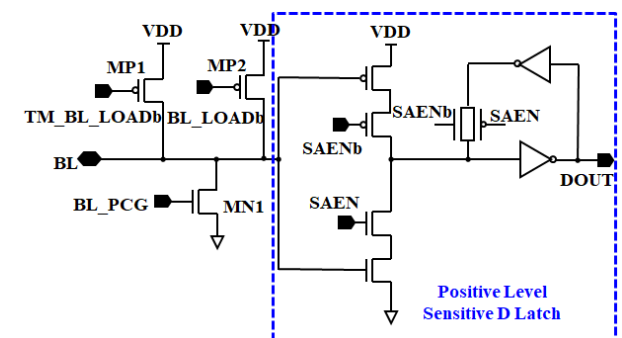 VDD
VDD
VDD
MP1
MP2
TM_BL_LOADb
BL_LOADb
SAENb
SAEN
SAENb
BL
DOUT
BL_PCG
MN1
SAEN
Positive Level
Sensitive D Latch